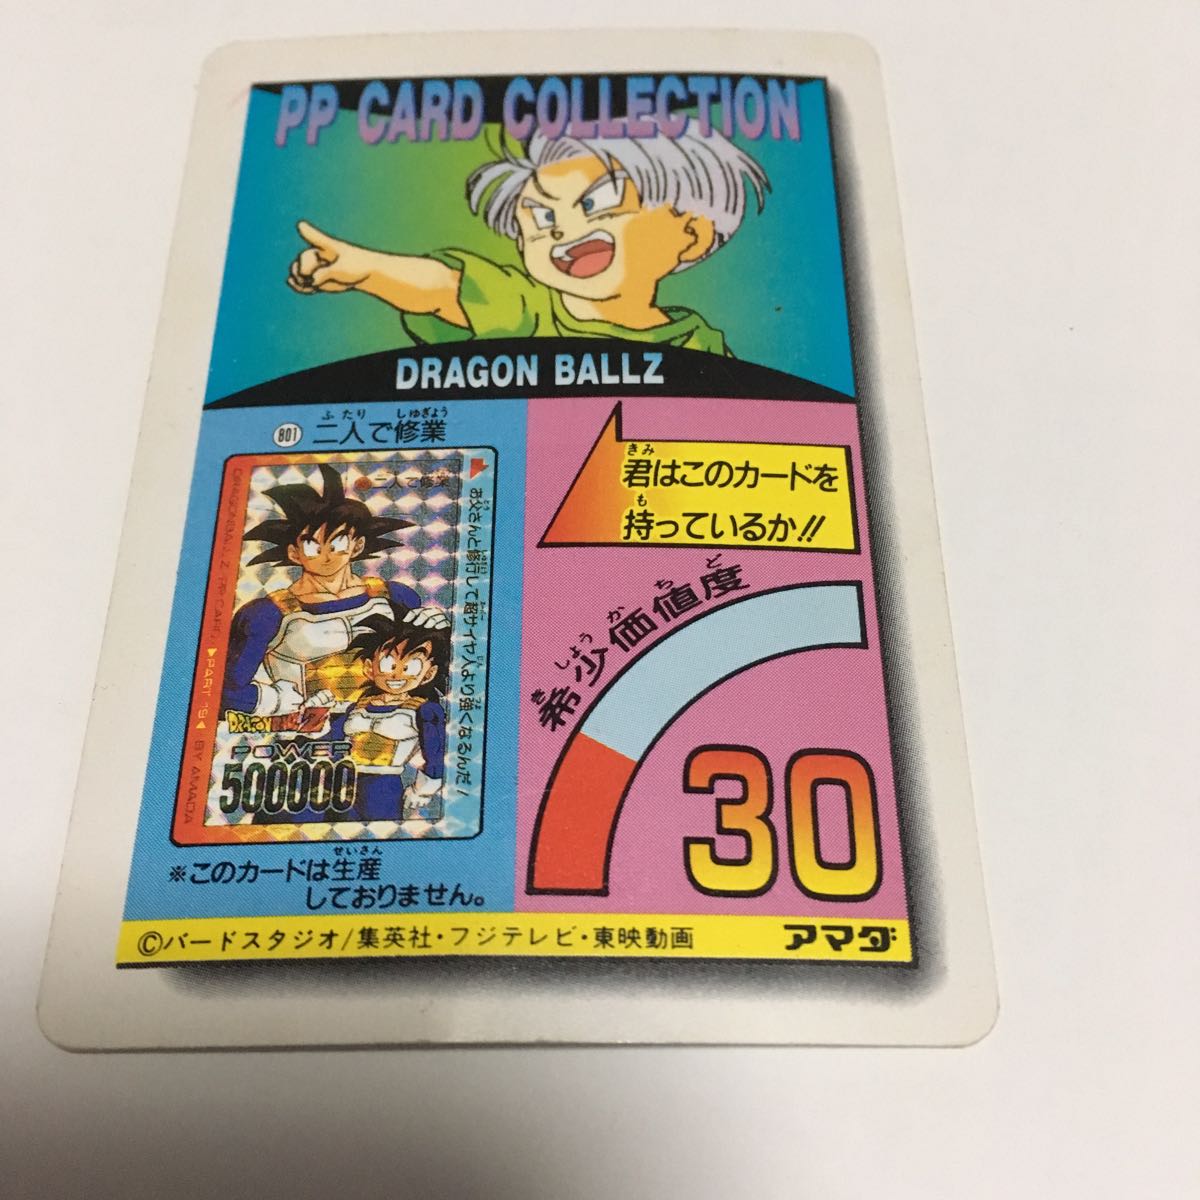 PP CARD COLLECTION
DRAGON BALLZ
801 二人で修業
ふたり しゅぎょう
二人で修業
お父さんと修行して超サイヤ人より強くなるんだ!
DRAGONBALL Z PP CARD ▶PART 19◀ BY AMADA
DRAGONBALL Z
POWER
500000
※このカードは生産
せいさん
しておりません。
きみ
君はこのカードを
も
持っているか!!
きしょうかちど
希少価値度
30
©バードスタジオ/集英社・フジテレビ・東映動画
アマダ